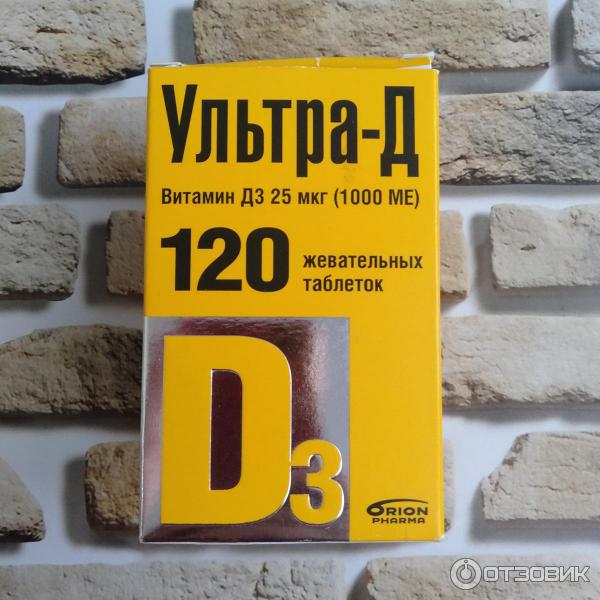 Ультра-Д
Витамин Д3 25 мкг (1000 МЕ)
120 жевательных
таблеток
D3
ORION
PHARMA
ОТЗОВИК